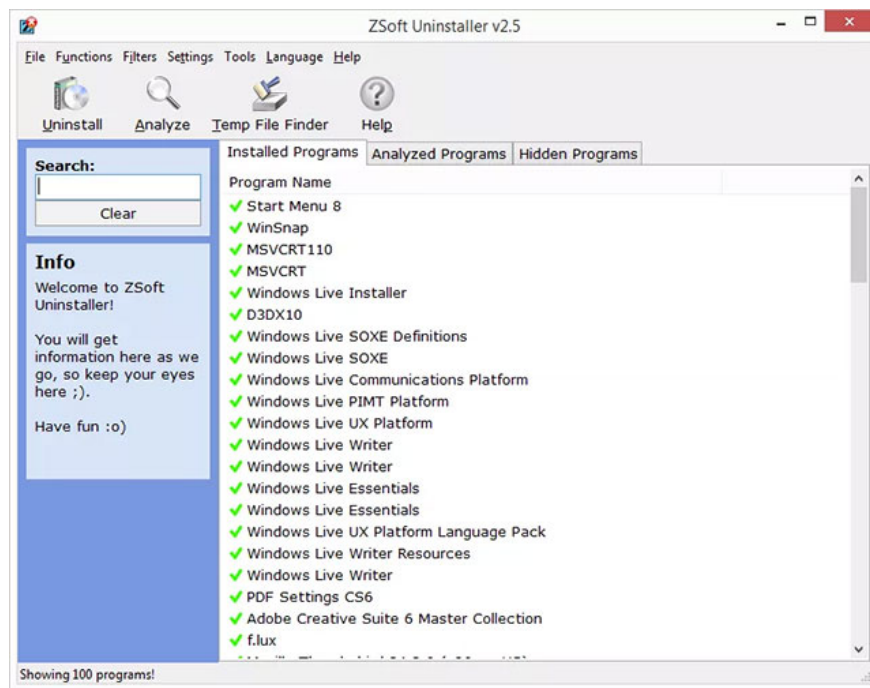 ZSoft Uninstaller v2.5
File Functions Filters Settings Tools Language Help
Uninstall Analyze Temp File Finder Help
Search:
Clear
Info
Welcome to ZSoft
Uninstaller!
You will get
information here as we
go, so keep your eyes
here ;).
Have fun :o)
Installed Programs Analyzed Programs Hidden Programs
Program Name
Start Menu 8
WinSnap
MSVCRT110
MSVCRT
Windows Live Installer
D3DX10
Windows Live SOXE Definitions
Windows Live SOXE
Windows Live Communications Platform
Windows Live PIMT Platform
Windows Live UX Platform
Windows Live Writer
Windows Live Writer
Windows Live Essentials
Windows Live Essentials
Windows Live UX Platform Language Pack
Windows Live Writer Resources
Windows Live Writer
PDF Settings CS6
Adobe Creative Suite 6 Master Collection
f.lux
Showing 100 programs!